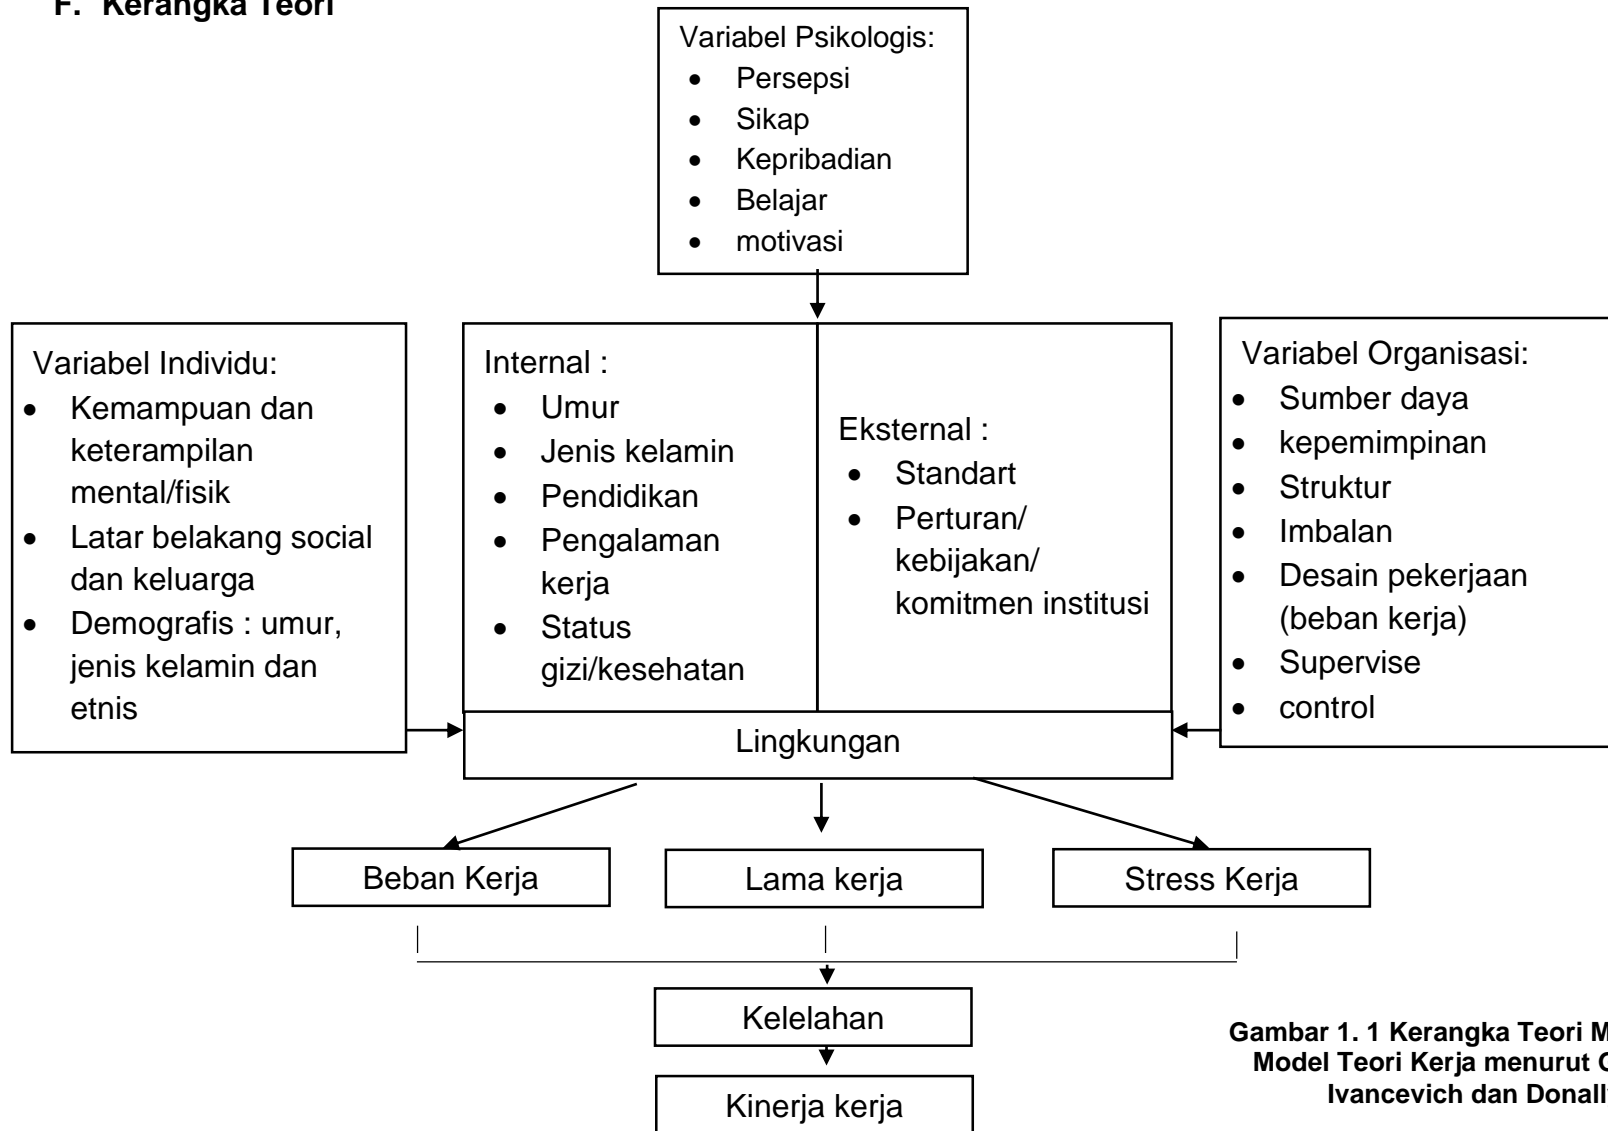 F. Kerangka Teori
Variabel Psikologis:
• Persepsi
• Sikap
• Kepribadian
• Belajar
• motivasi
Variabel Individu:
• Kemampuan dan
keterampilan
mental/fisik
• Latar belakang social
dan keluarga
• Demografis : umur,
jenis kelamin dan
etnis
Internal :
• Umur
• Jenis kelamin
• Pendidikan
• Pengalaman
kerja
• Status
gizi/kesehatan
Eksternal :
• Standart
• Perturan/
kebijakan/
komitmen institusi
Variabel Organisasi:
• Sumber daya
• kepemimpinan
• Struktur
• Imbalan
• Desain pekerjaan
(beban kerja)
• Supervise
• control
Lingkungan
Beban Kerja
Lama kerja
Stress Kerja
Kelelahan
Kinerja kerja
Gambar 1. 1 Kerangka Teori
Model Teori Kerja menurut
Ivancevich dan